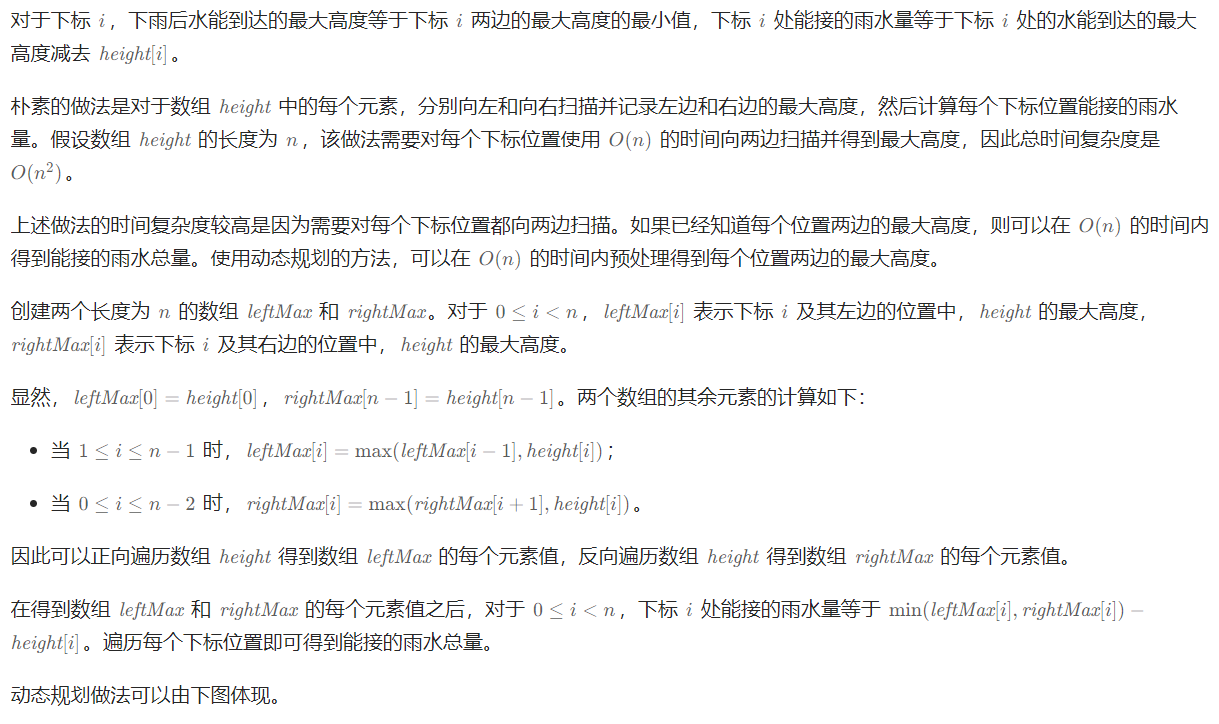 对于下标 i，下雨后水能到达的最大高度等于下标 i 两边的最大高度的最小值，下标 i 处能接的雨水量等于下标 i 处的水能到达的最大
高度减去 height[i]。
朴素的做法是对于数组 height 中的每个元素，分别向左和向右扫描并记录左边和右边的最大高度，然后计算每个下标位置能接的雨水
量。假设数组 height 的长度为 n，该做法需要对每个下标位置使用 O(n) 的时间向两边扫描并得到最大高度，因此总时间复杂度是
O(n²)。
上述做法的时间复杂度较高是因为需要对每个下标位置都向两边扫描。如果已经知道每个位置两边的最大高度，则可以在 O(n) 的时间内
得到能接的雨水总量。使用动态规划的方法，可以在 O(n) 的时间内预处理得到每个位置两边的最大高度。
创建两个长度为 n 的数组 leftMax 和 rightMax。对于 0 ≤ i < n，leftMax[i] 表示下标 i 及其左边的位置中，height 的最大高度，
rightMax[i] 表示下标 i 及其右边的位置中，height 的最大高度。
显然，leftMax[0] = height[0]，rightMax[n − 1] = height[n − 1]。两个数组的其余元素的计算如下：
• 当 1 ≤ i ≤ n − 1 时，leftMax[i] = max(leftMax[i − 1], height[i])；
• 当 0 ≤ i ≤ n − 2 时，rightMax[i] = max(rightMax[i + 1], height[i])。
因此可以正向遍历数组 height 得到数组 leftMax 的每个元素值，反向遍历数组 height 得到数组 rightMax 的每个元素值。
在得到数组 leftMax 和 rightMax 的每个元素值之后，对于 0 ≤ i < n，下标 i 处能接的雨水量等于 min(leftMax[i], rightMax[i]) −
height[i]。遍历每个下标位置即可得到能接的雨水总量。
动态规划做法可以由下图体现。